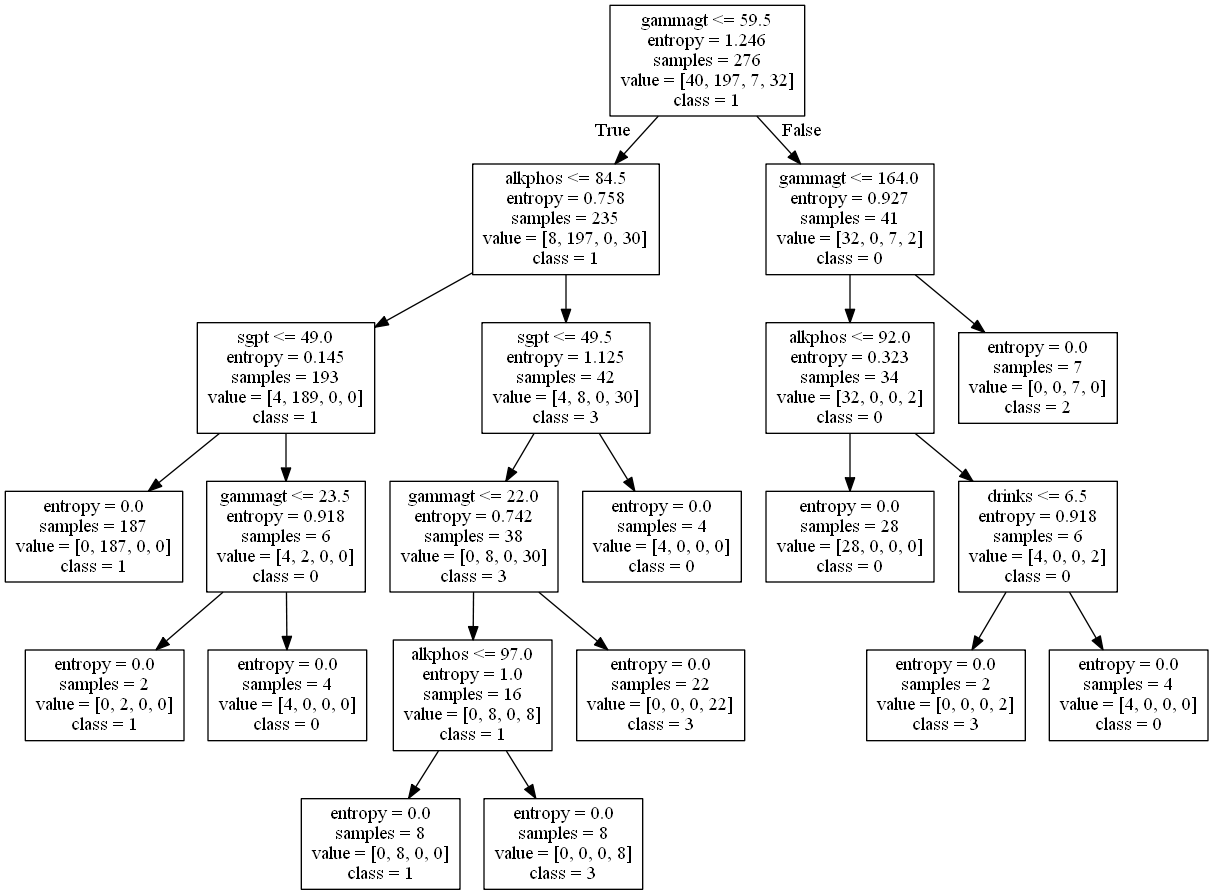 gammagt <= 59.5
entropy = 1.246
samples = 276
value = [40, 197, 7, 32]
class = 1
True
False
alkphos <= 84.5
entropy = 0.758
samples = 235
value = [8, 197, 0, 30]
class = 1
gammagt <= 164.0
entropy = 0.927
samples = 41
value = [32, 0, 7, 2]
class = 0
sgpt <= 49.0
entropy = 0.145
samples = 193
value = [4, 189, 0, 0]
class = 1
sgpt <= 49.5
entropy = 1.125
samples = 42
value = [4, 8, 0, 30]
class = 3
alkphos <= 92.0
entropy = 0.323
samples = 34
value = [32, 0, 0, 2]
class = 0
entropy = 0.0
samples = 7
value = [0, 0, 7, 0]
class = 2
entropy = 0.0
samples = 187
value = [0, 187, 0, 0]
class = 1
gammagt <= 23.5
entropy = 0.918
samples = 6
value = [4, 2, 0, 0]
class = 0
gammagt <= 22.0
entropy = 0.742
samples = 38
value = [0, 8, 0, 30]
class = 3
entropy = 0.0
samples = 4
value = [4, 0, 0, 0]
class = 0
entropy = 0.0
samples = 28
value = [28, 0, 0, 0]
class = 0
drinks <= 6.5
entropy = 0.918
samples = 6
value = [4, 0, 0, 2]
class = 0
entropy = 0.0
samples = 2
value = [0, 2, 0, 0]
class = 1
entropy = 0.0
samples = 4
value = [4, 0, 0, 0]
class = 0
alkphos <= 97.0
entropy = 1.0
samples = 16
value = [0, 8, 0, 8]
class = 1
entropy = 0.0
samples = 22
value = [0, 0, 0, 22]
class = 3
entropy = 0.0
samples = 2
value = [0, 0, 0, 2]
class = 3
entropy = 0.0
samples = 4
value = [4, 0, 0, 0]
class = 0
entropy = 0.0
samples = 8
value = [0, 8, 0, 0]
class = 1
entropy = 0.0
samples = 8
value = [0, 0, 0, 8]
class = 3